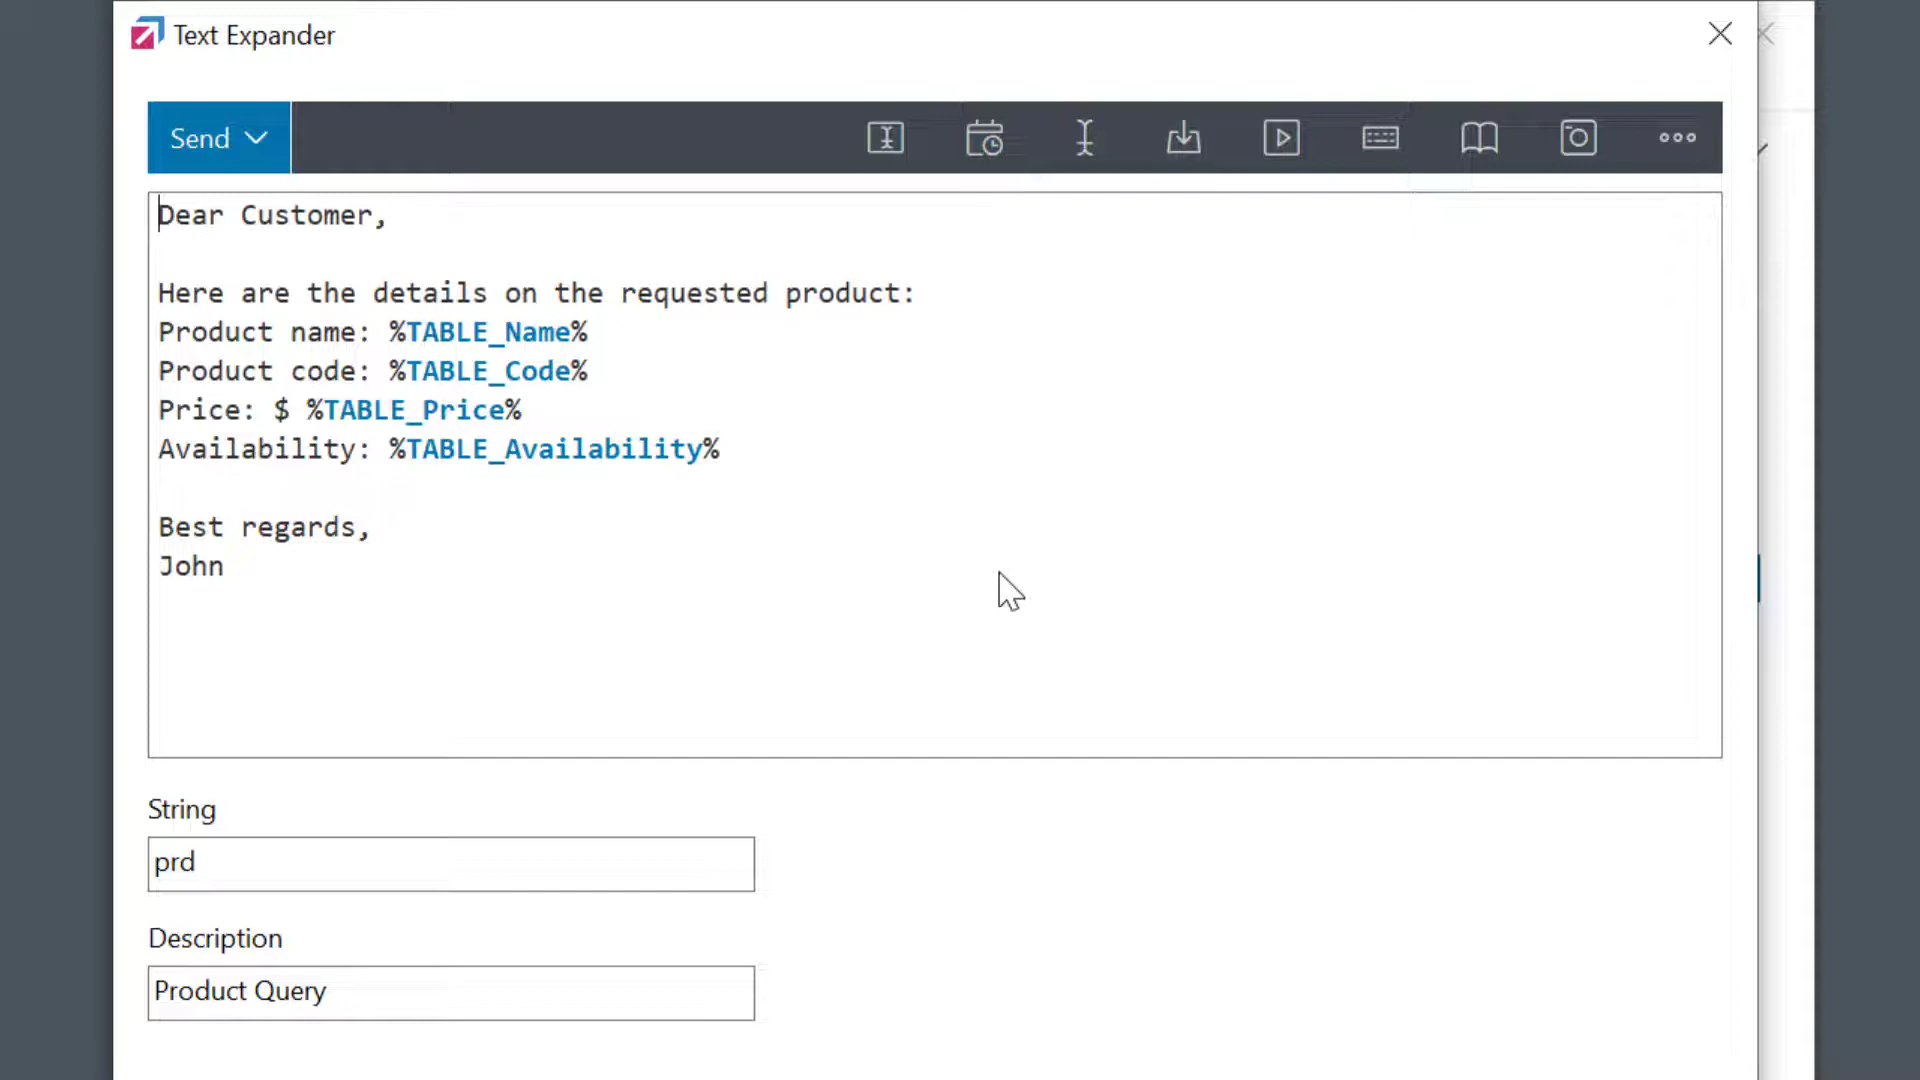 Text Expander
Send
Dear Customer,
Here are the details on the requested product:
Product name: %TABLE_Name%
Product code: %TABLE_Code%
Price: $ %TABLE_Price%
Availability: %TABLE_Availability%
Best regards,
John
String
prd
Description
Product Query